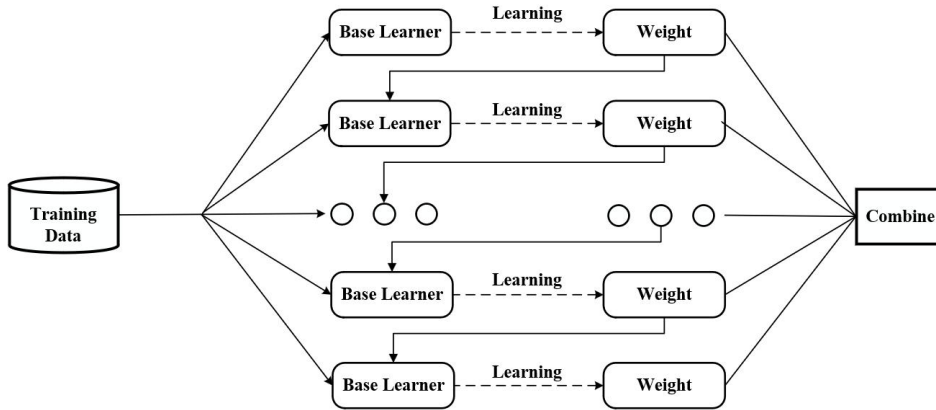 Learning
Base Learner
Weight
Learning
Base Learner
Weight
Training
Data
Combine
Learning
Base Learner
Weight
Learning
Base Learner
Weight